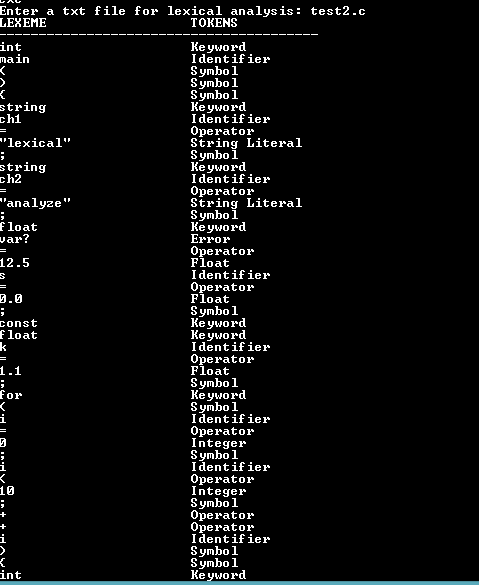 Enter a txt file for lexical analysis: test2.c
LEXEME TOKENS
----------------------------------------
int Keyword
main Identifier
( Symbol
) Symbol
{ Symbol
string Keyword
ch1 Identifier
= Operator
"lexical" String Literal
; Symbol
string Keyword
ch2 Identifier
= Operator
"analyze" String Literal
; Symbol
float Keyword
var? Error
= Operator
12.5 Float
s Identifier
= Operator
0.0 Float
; Symbol
const Keyword
float Keyword
k Identifier
= Operator
1.1 Float
; Symbol
for Keyword
( Symbol
i Identifier
= Operator
0 Integer
; Symbol
i Identifier
< Operator
10 Integer
; Symbol
+ Operator
+ Operator
i Identifier
) Symbol
{ Symbol
int Keyword